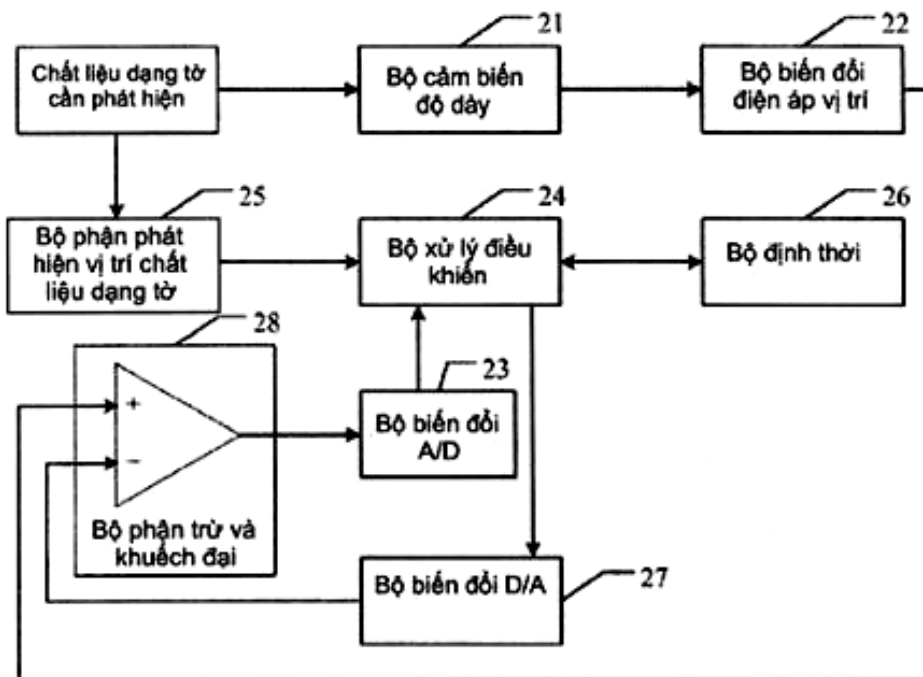 21
22
Chất liệu dạng tờ
cần phát hiện
Bộ cảm biến
độ dày
Bộ biến đổi
điện áp vị trí
25
24
26
Bộ phận phát
hiện vị trí chất
liệu dạng tờ
Bộ xử lý điều
khiến
Bộ định thời
28
23
+
−
Bộ biến đổi
A/D
Bộ phận trừ và
khuếch đại
Bộ biến đổi D/A
27